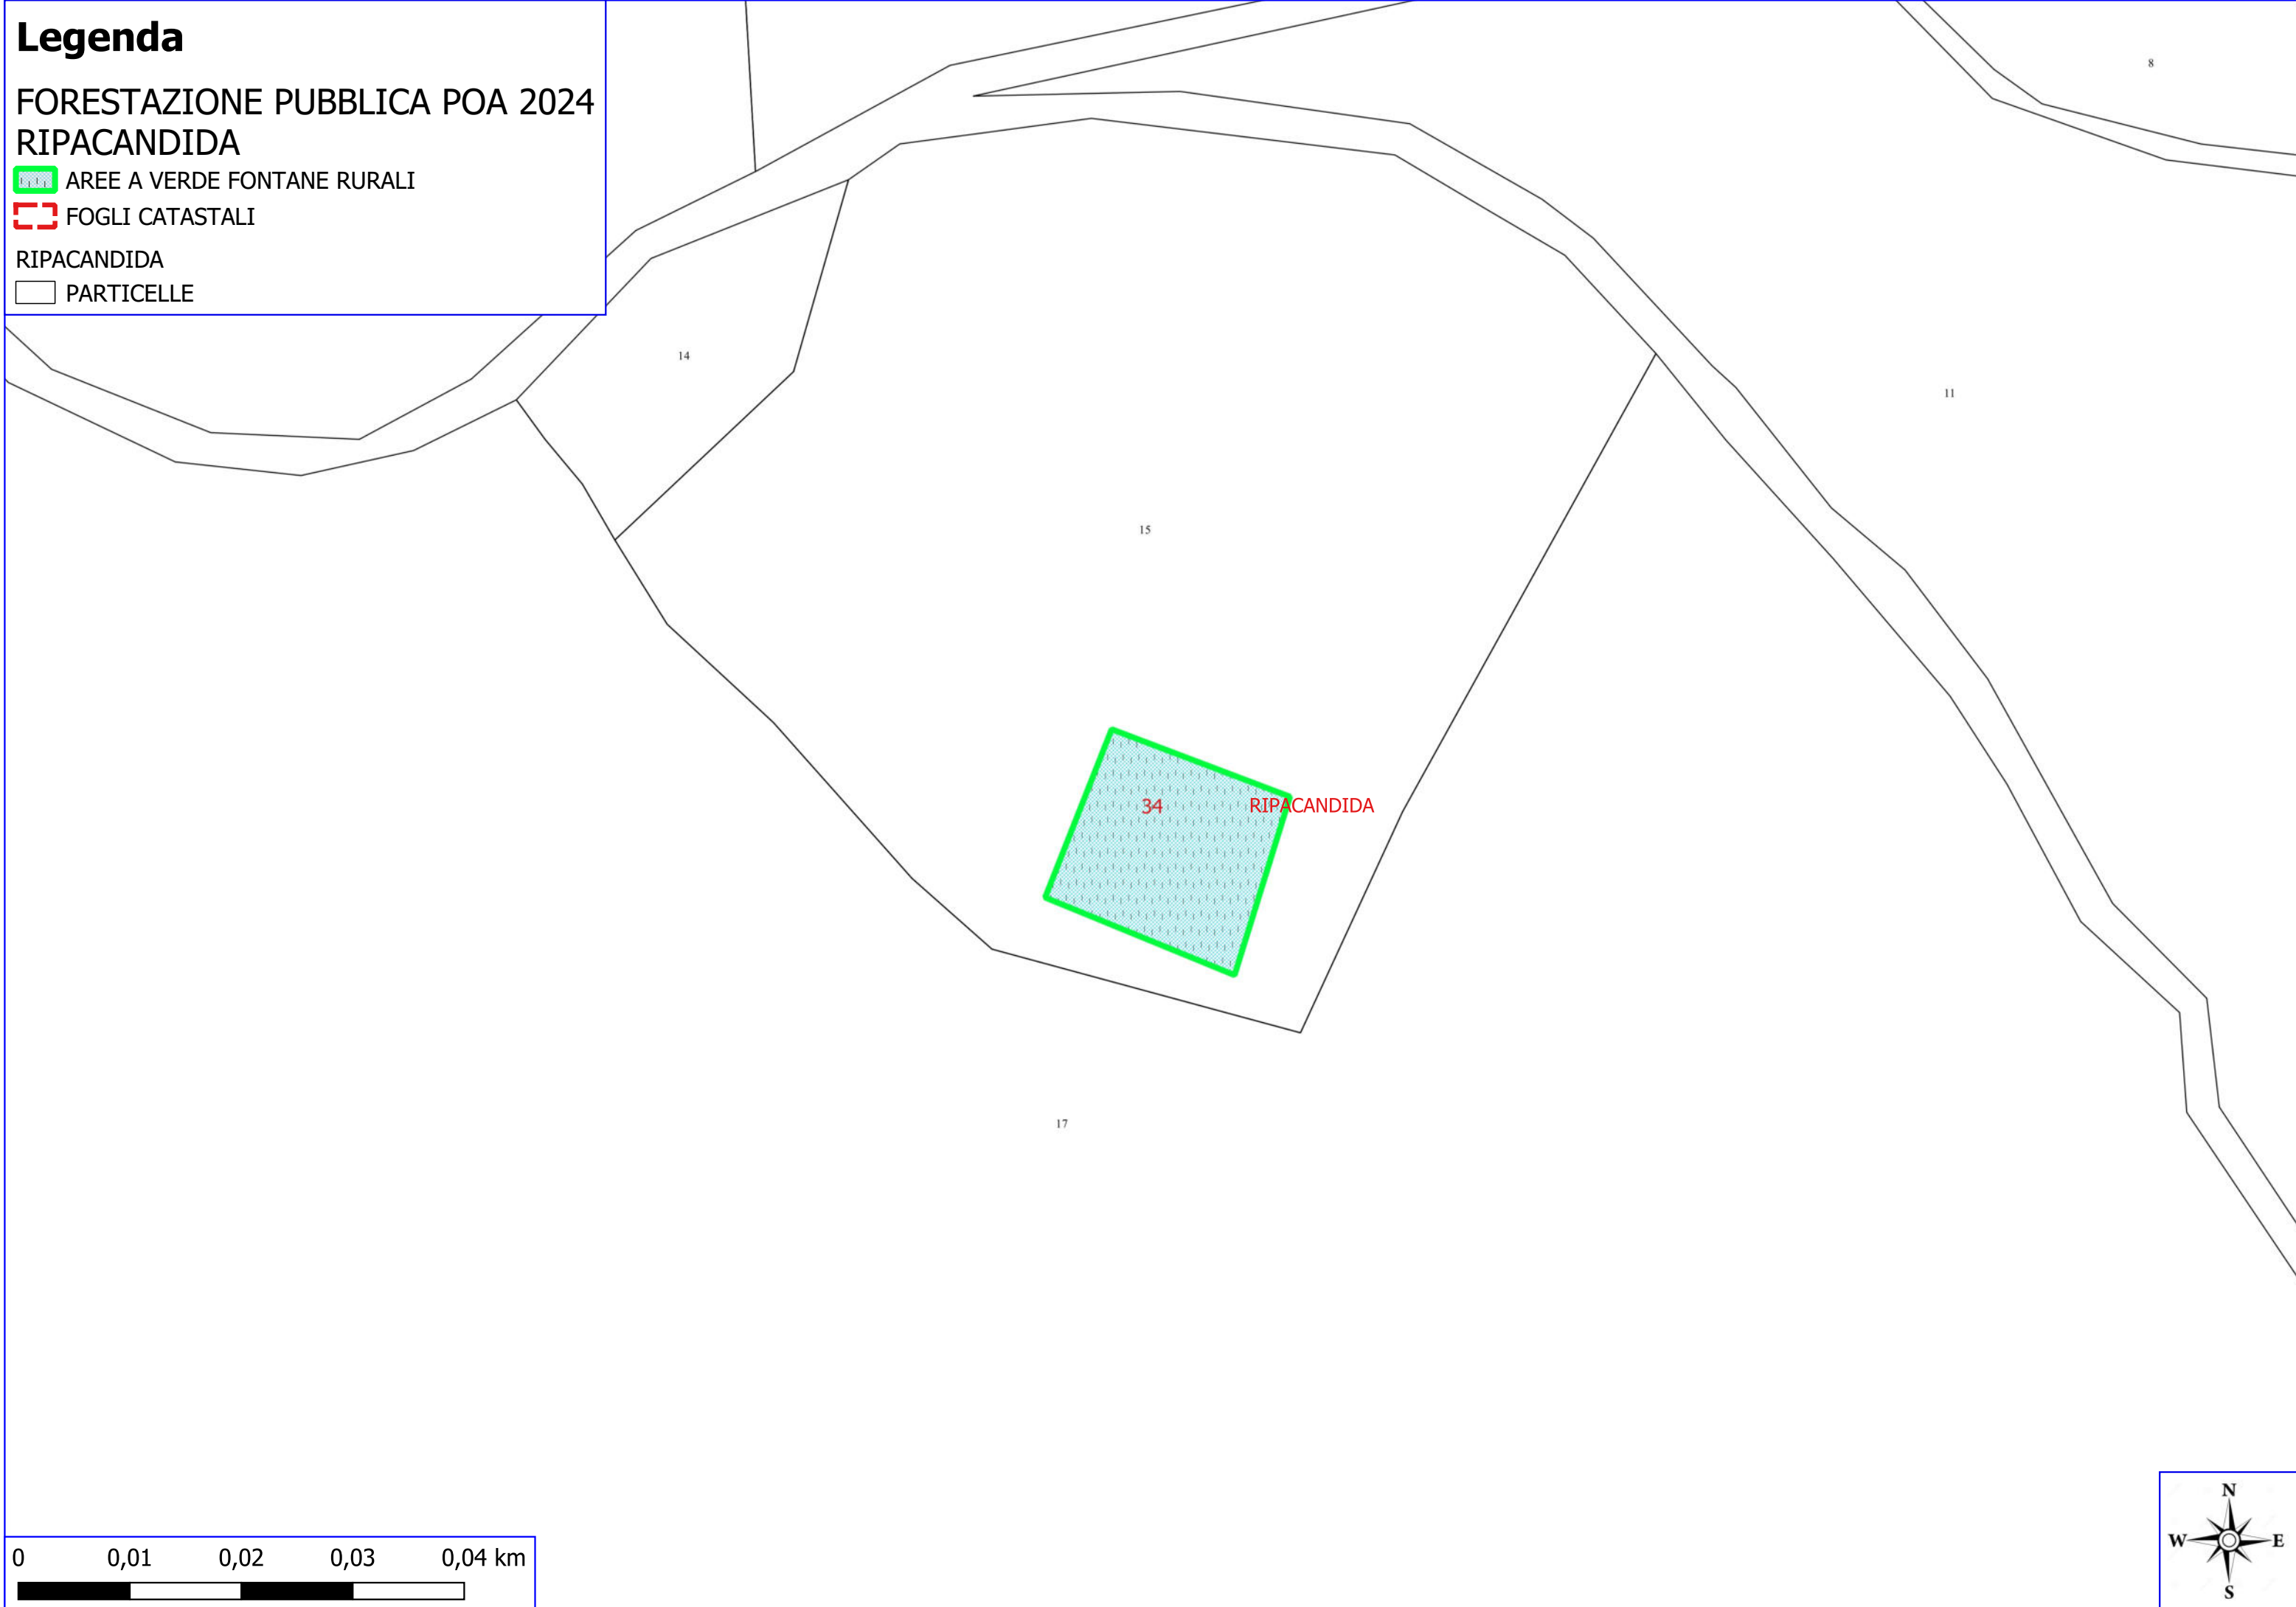 Legenda
FORESTAZIONE PUBBLICA POA 2024
RIPACANDIDA
AREE A VERDE FONTANE RURALI
FOGLI CATASTALI
RIPACANDIDA
PARTICELLE
8
14
11
15
34
RIPACANDIDA
17
0 0,01 0,02 0,03 0,04 km
N
W E
S